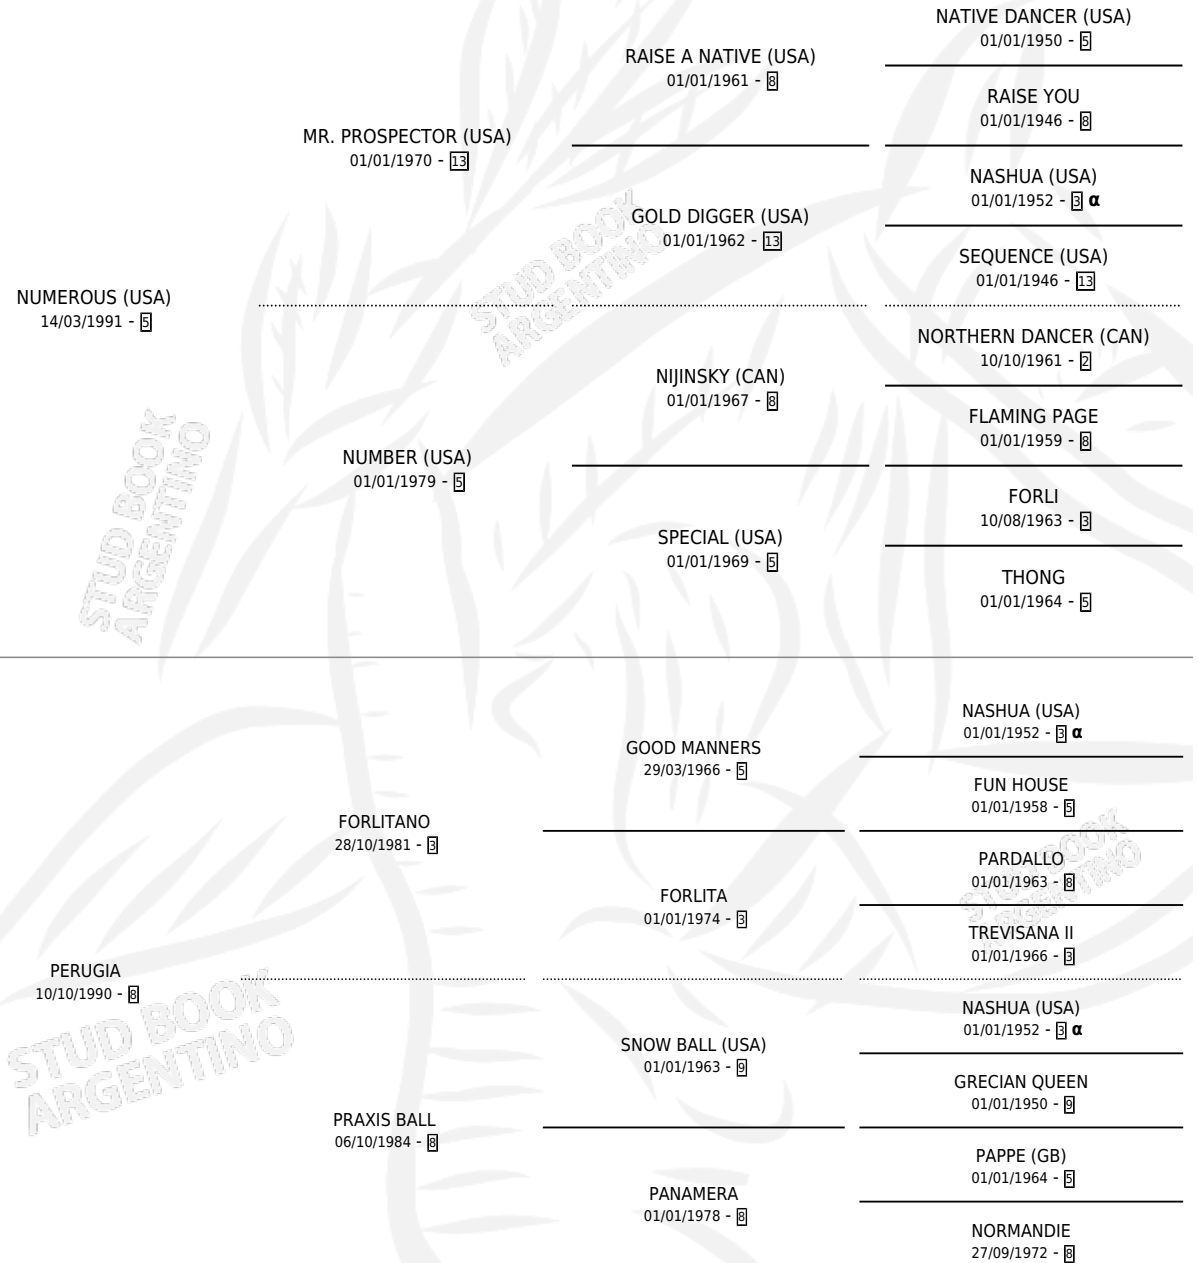 NATIVE DANCER (USA)
01/01/1950 - 5
RAISE A NATIVE (USA)
01/01/1961 - 8
RAISE YOU
01/01/1946 - 8
MR. PROSPECTOR (USA)
01/01/1970 - 13
NASHUA (USA)
01/01/1952 - 3 α
GOLD DIGGER (USA)
01/01/1962 - 13
SEQUENCE (USA)
01/01/1946 - 13
NUMEROUS (USA)
14/03/1991 - 5
NORTHERN DANCER (CAN)
10/10/1961 - 2
NIJINSKY (CAN)
01/01/1967 - 8
FLAMING PAGE
01/01/1959 - 8
NUMBER (USA)
01/01/1979 - 5
FORLI
10/08/1963 - 3
SPECIAL (USA)
01/01/1969 - 5
THONG
01/01/1964 - 5
NASHUA (USA)
01/01/1952 - 3 α
GOOD MANNERS
29/03/1966 - 5
FUN HOUSE
01/01/1958 - 5
FORLITANO
28/10/1981 - 3
PARDALLO
01/01/1963 - 8
FORLITA
01/01/1974 - 3
TREVISANA II
01/01/1966 - 3
PERUGIA
10/10/1990 - 8
NASHUA (USA)
01/01/1952 - 3 α
SNOW BALL (USA)
01/01/1963 - 9
GRECIAN QUEEN
01/01/1950 - 9
PRAXIS BALL
06/10/1984 - 8
PAPPE (GB)
01/01/1964 - 5
PANAMERA
01/01/1978 - 8
NORMANDIE
27/09/1972 - 8
STUD BOOK
ARGENTINO
STUD BOOK
ARGENTINO
STUD BOOK
ARGENTINO
STUD BOOK
ARGENTINO